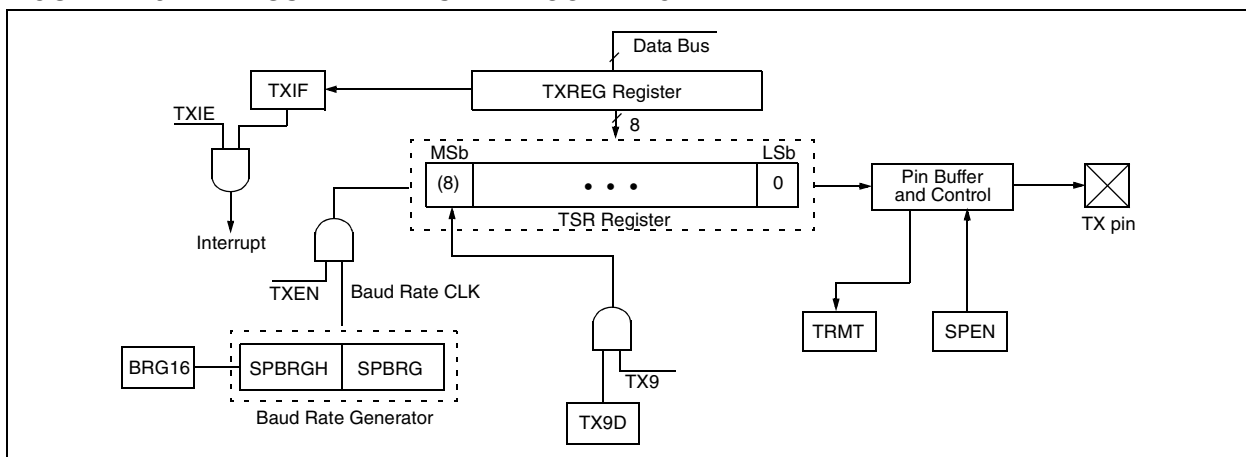 Data Bus
TXIF
TXREG Register
TXIE
8
MSb
LSb
(8)
• • •
0
Pin Buffer
and Control
TSR Register
TX pin
Interrupt
TXEN
Baud Rate CLK
TRMT
SPEN
BRG16
SPBRGH
SPBRG
TX9
Baud Rate Generator
TX9D